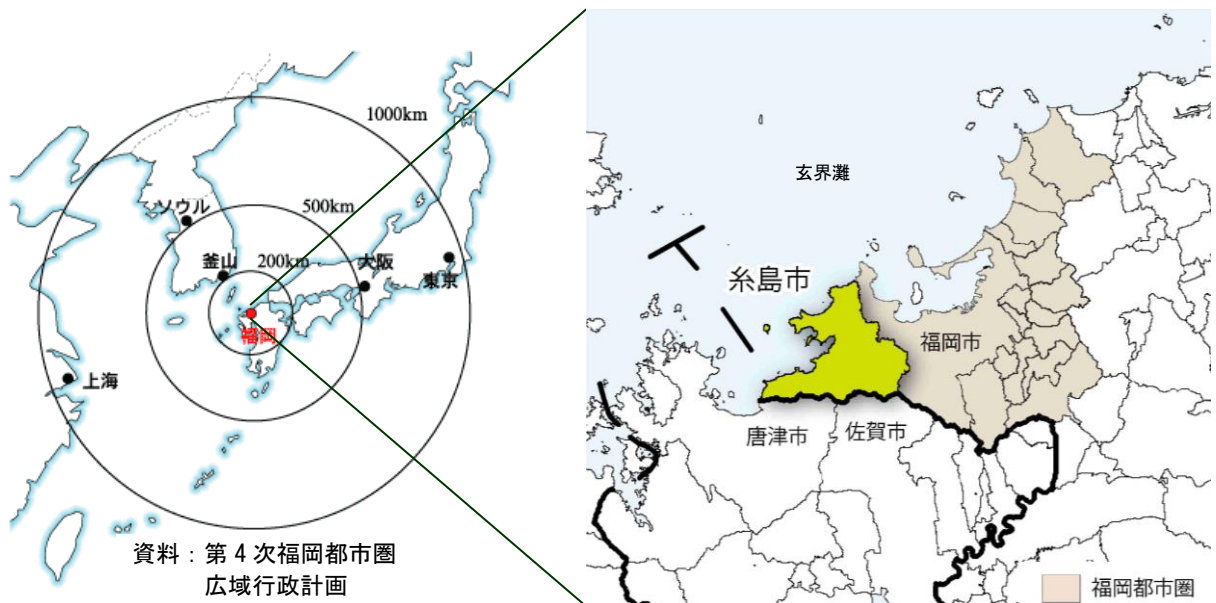 1000km
500km
ソウル
200km
釜山
大阪
東京
福岡
上海
資料：第4次福岡都市圏
広域行政計画
玄界灘
糸島市
福岡市
唐津市
佐賀市
福岡都市圏